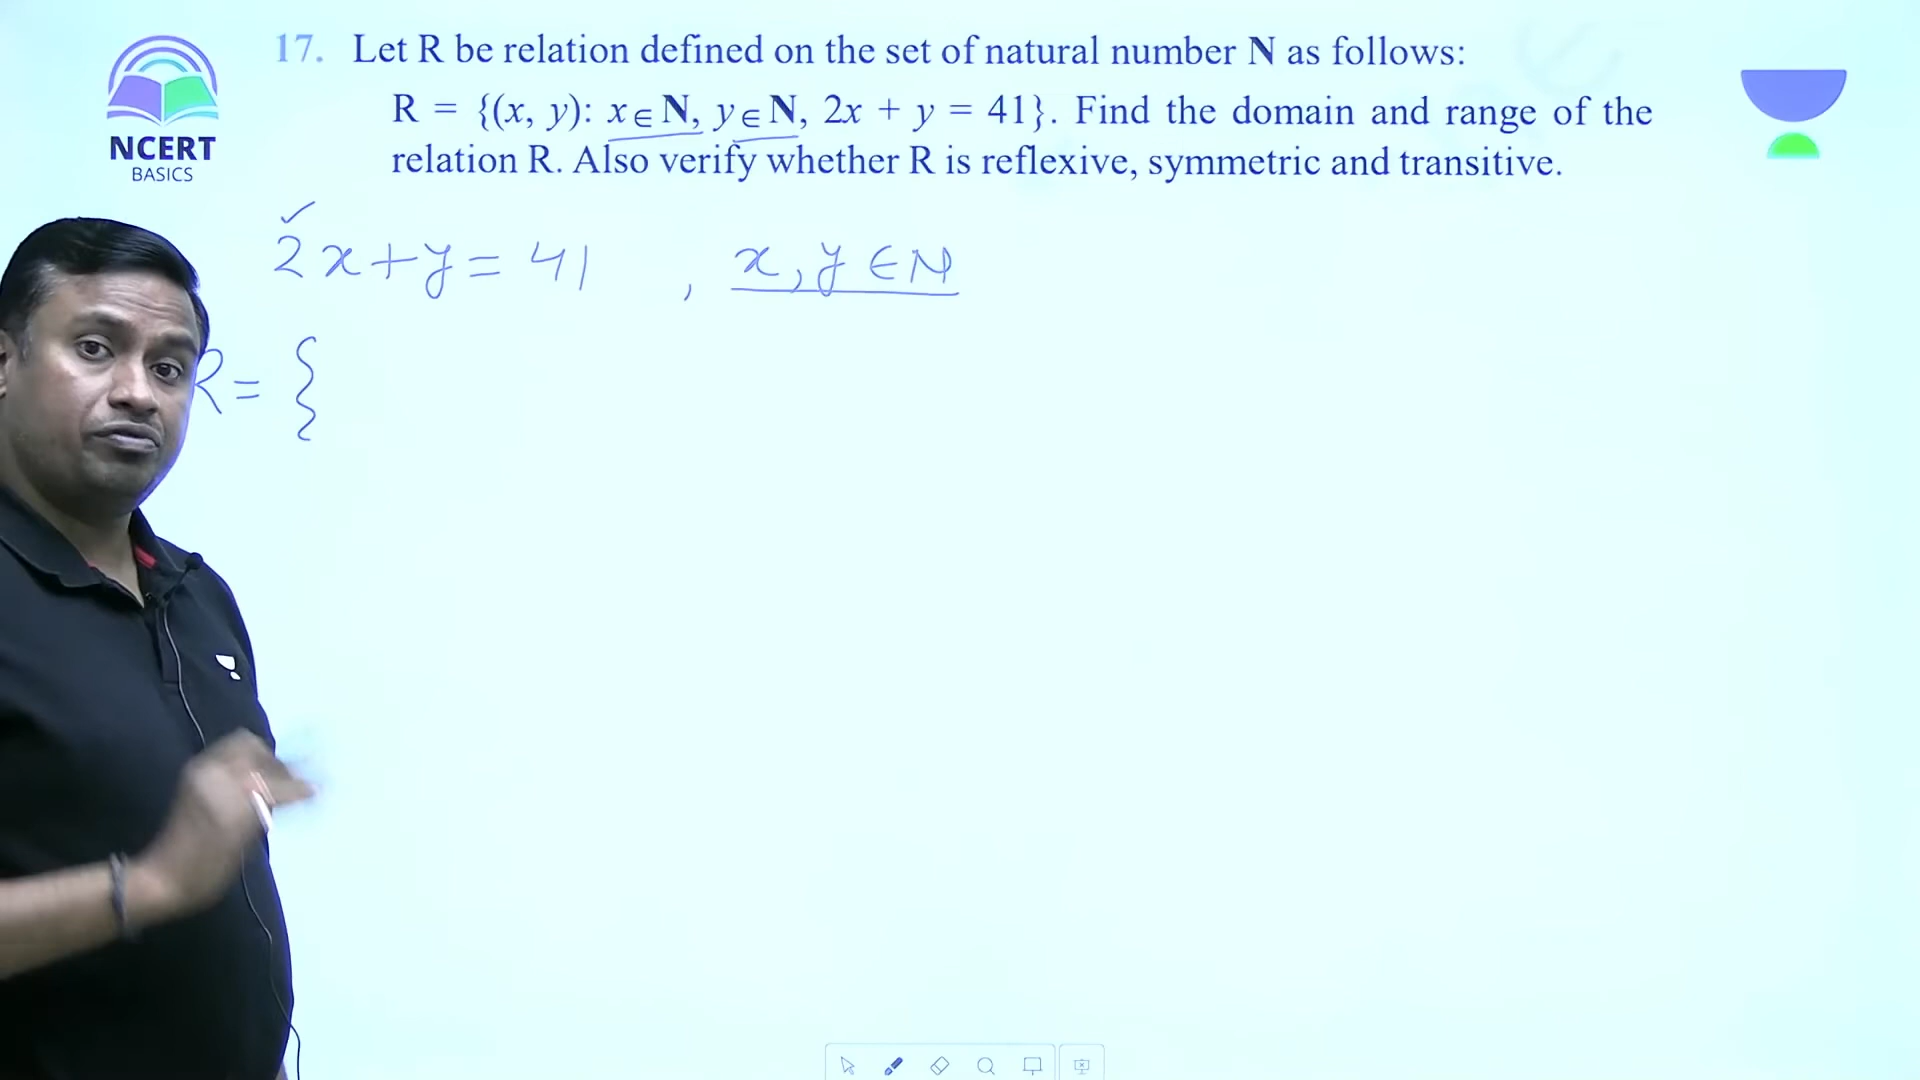 17. Let R be relation defined on the set of natural number N as follows:
R = {(x, y): x ∈ N, y ∈ N, 2x + y = 41}. Find the domain and range of the
relation R. Also verify whether R is reflexive, symmetric and transitive.
NCERT
BASICS
2x+y=41 , x,y∈N
R= {